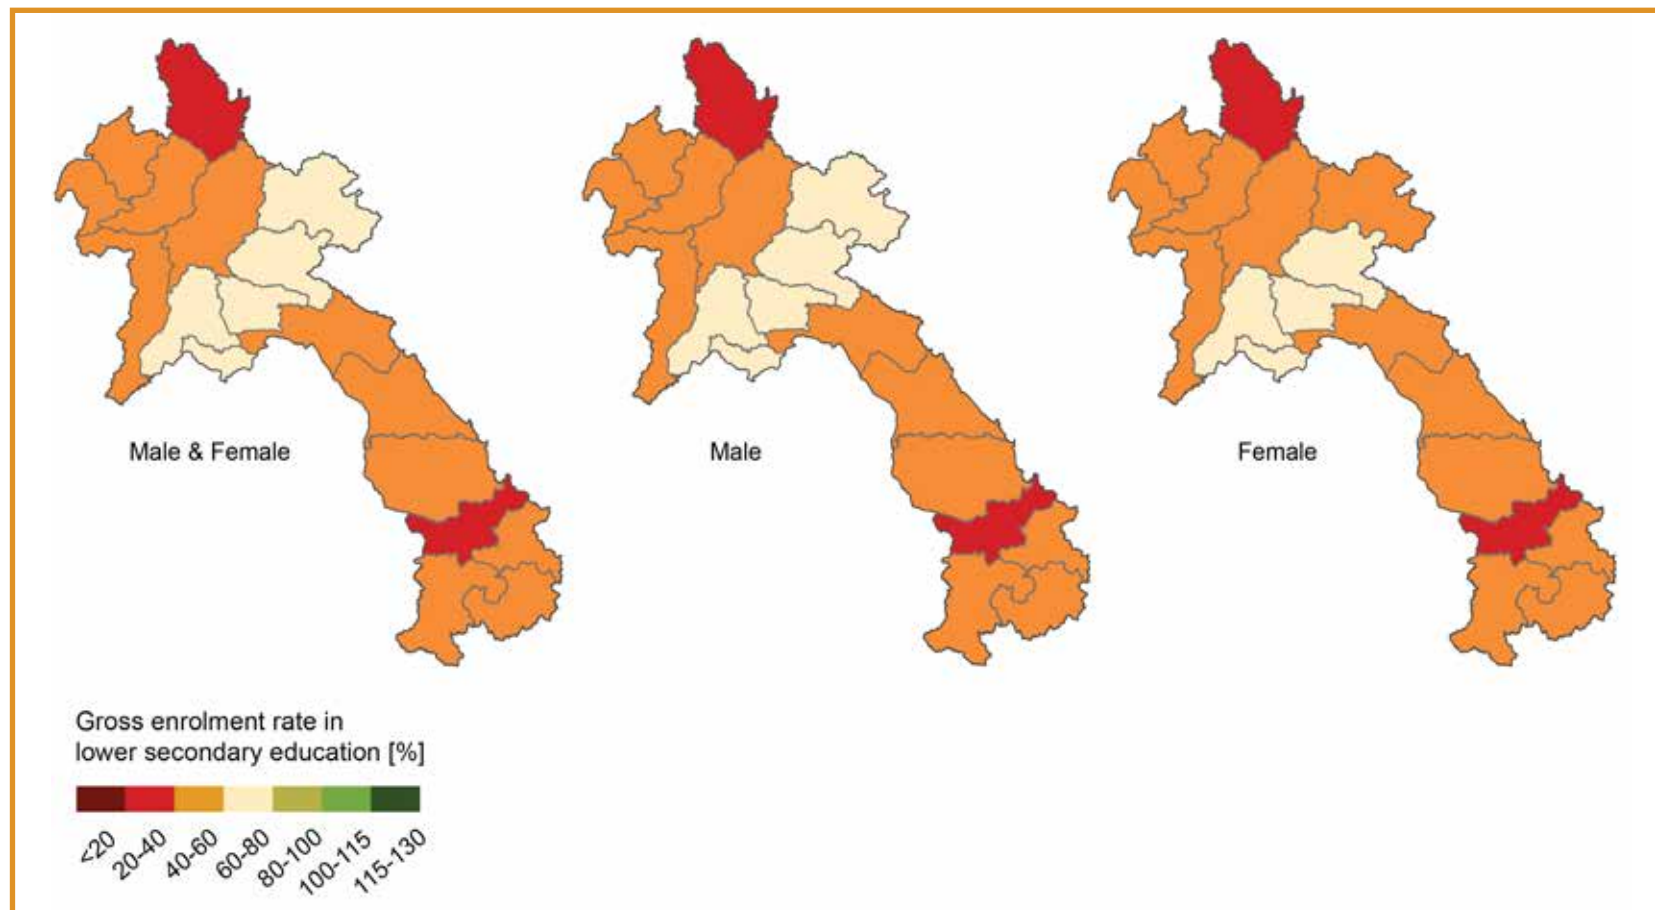 Male & Female
Male
Female
Gross enrolment rate in
lower secondary education [%]
<20
20-40
40-60
60-80
80-100
100-115
115-130